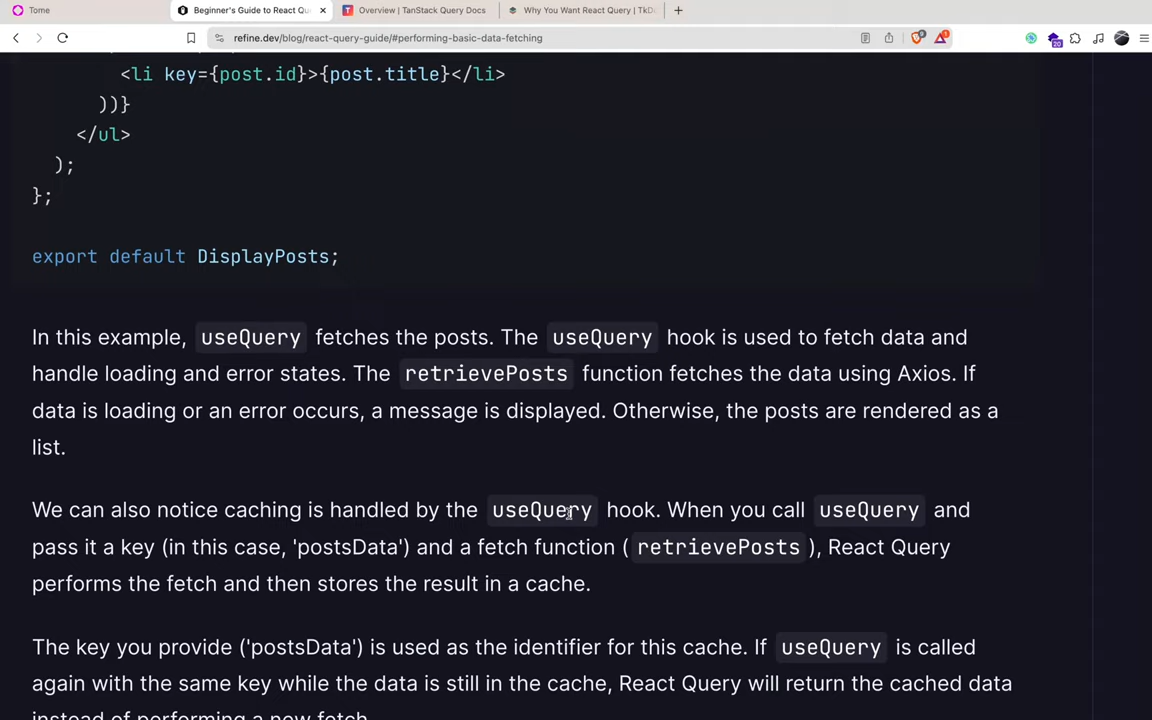 Tome
Beginner's Guide to React Qu
Overview | TanStack Query Docs
Why You Want React Query | TkDo
refine.dev/blog/react-query-guide/#performing-basic-data-fetching
<li key={post.id}>{post.title}</li>
))}
</ul>
);
};
export default DisplayPosts;
In this example, useQuery fetches the posts. The useQuery hook is used to fetch data and
handle loading and error states. The retrievePosts function fetches the data using Axios. If
data is loading or an error occurs, a message is displayed. Otherwise, the posts are rendered as a
list.
We can also notice caching is handled by the useQuery hook. When you call useQuery and
pass it a key (in this case, 'postsData') and a fetch function ( retrievePosts ), React Query
performs the fetch and then stores the result in a cache.
The key you provide ('postsData') is used as the identifier for this cache. If useQuery is called
again with the same key while the data is still in the cache, React Query will return the cached data
instead of performing a new fetch.